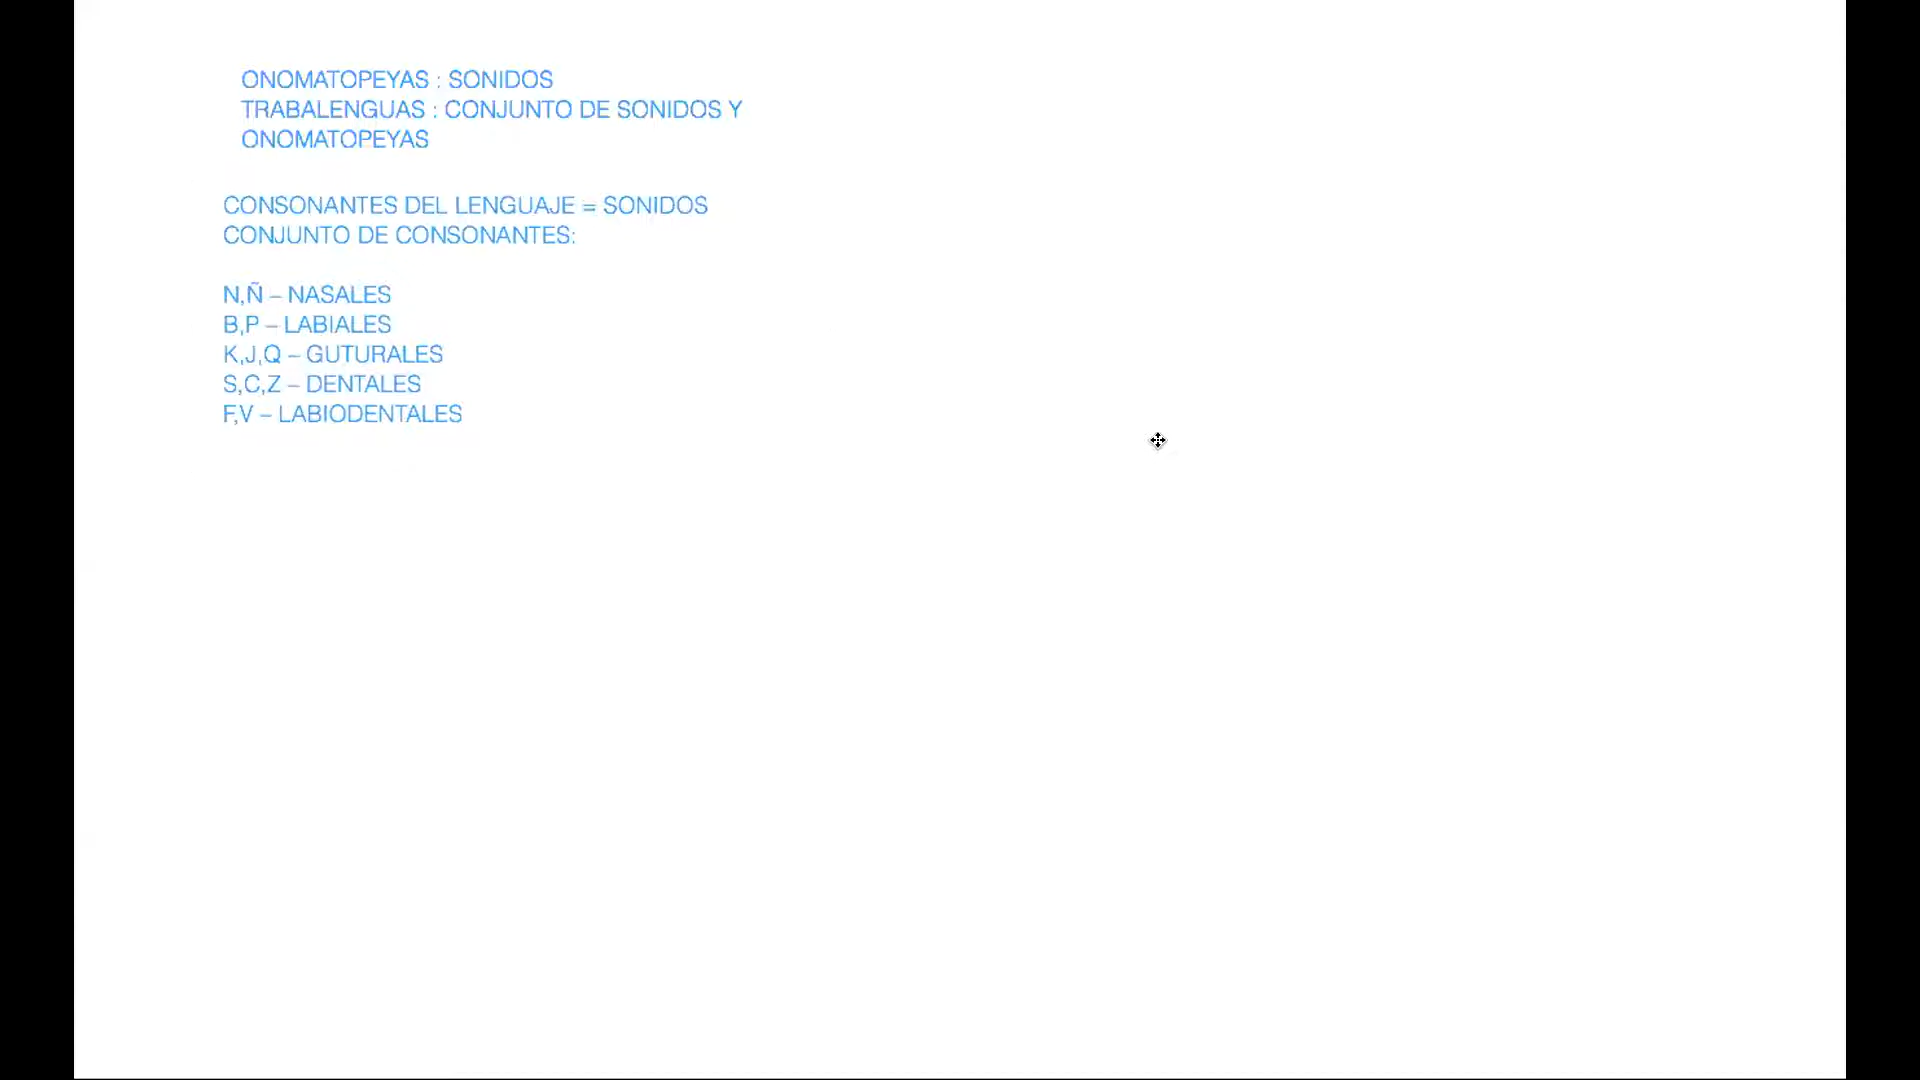 ONOMATOPEYAS : SONIDOS
TRABALENGUAS : CONJUNTO DE SONIDOS Y
ONOMATOPEYAS
CONSONANTES DEL LENGUAJE = SONIDOS
CONJUNTO DE CONSONANTES:
N,Ñ – NASALES
B,P – LABIALES
K,J,Q – GUTURALES
S,C,Z – DENTALES
F,V – LABIODENTALES